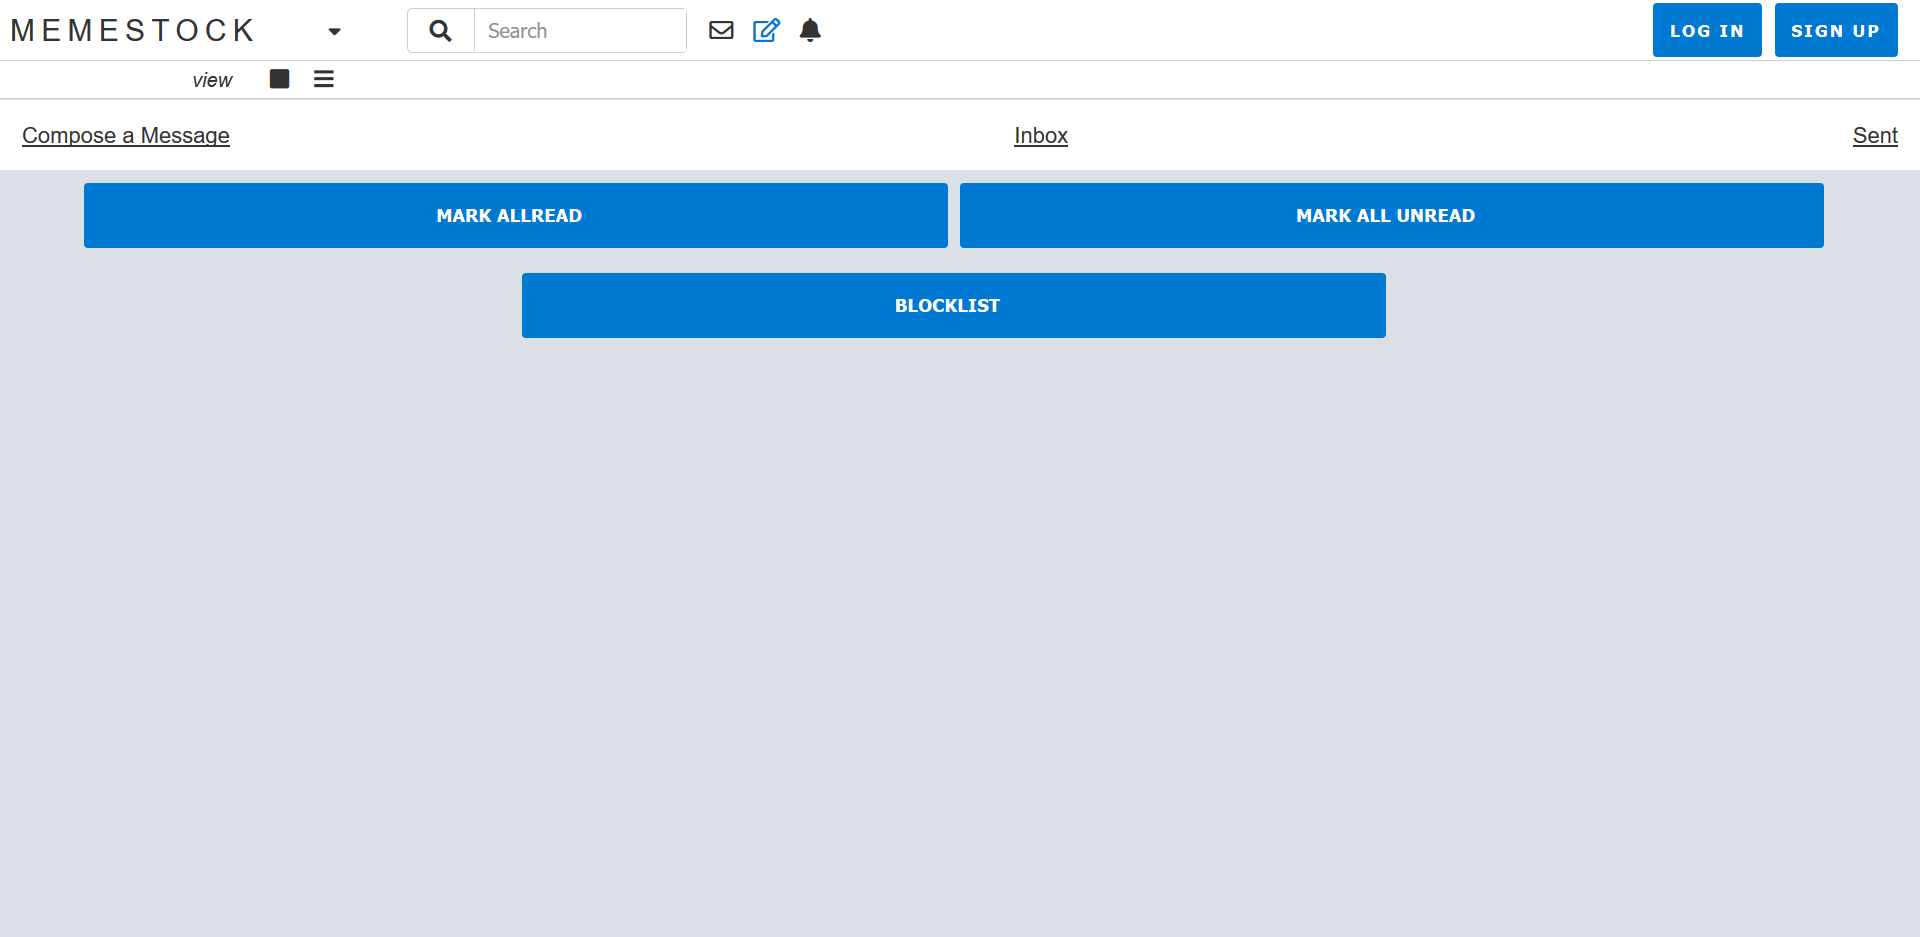 MEMESTOCK
Search
LOG IN
SIGN UP
view
Compose a Message
Inbox
Sent
MARK ALLREAD
MARK ALL UNREAD
BLOCKLIST